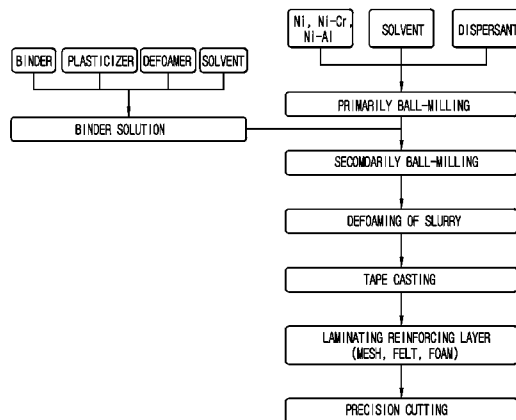 Ni, Ni-Cr,
Ni-Al
SOLVENT
DISPERSANT
BINDER
PLASTICIZER
DEFOAMER
SOLVENT
PRIMARILY BALL-MILLING
BINDER SOLUTION
SECOMDARILY BALL-MILLING
DEFOAMING OF SLURRY
TAPE CASTING
LAMINATING REINFORCING LAYER
(MESH, FELT, FOAM)
PRECISION CUTTING